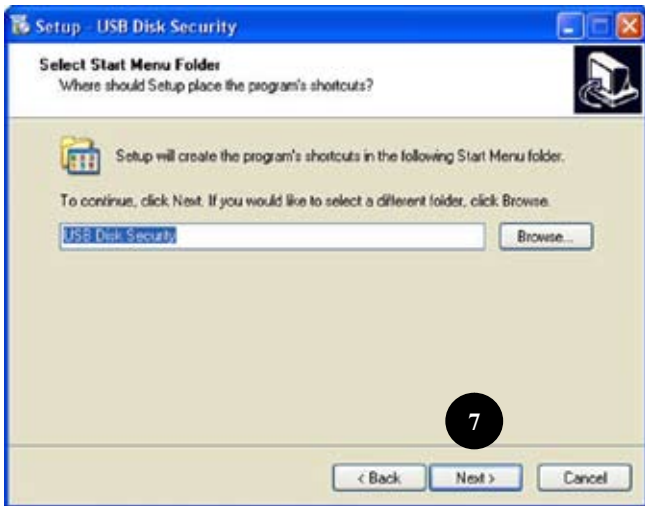 Setup - USB Disk Security
Select Start Menu Folder
Where should Setup place the program's shortcuts?
Setup will create the program's shortcuts in the following Start Menu folder.
To continue, click Next. If you would like to select a different folder, click Browse.
USB Disk Security
Browse...
7
< Back
Next >
Cancel